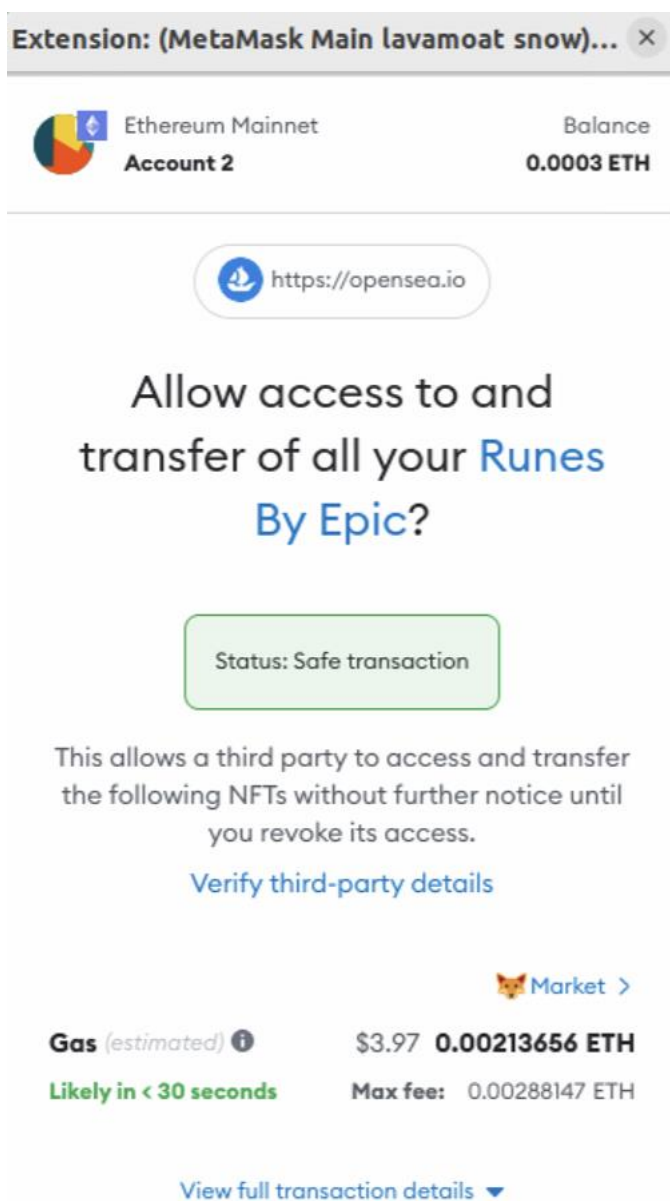 Extension: (MetaMask Main lavamoat snow)... ×
Ethereum Mainnet Balance
Account 2 0.0003 ETH
https://opensea.io
Allow access to and
transfer of all your Runes
By Epic?
Status: Safe transaction
This allows a third party to access and transfer
the following NFTs without further notice until
you revoke its access.
Verify third-party details
Market >
Gas (estimated) $3.97 0.00213656 ETH
Likely in < 30 seconds Max fee: 0.00288147 ETH
View full transaction details